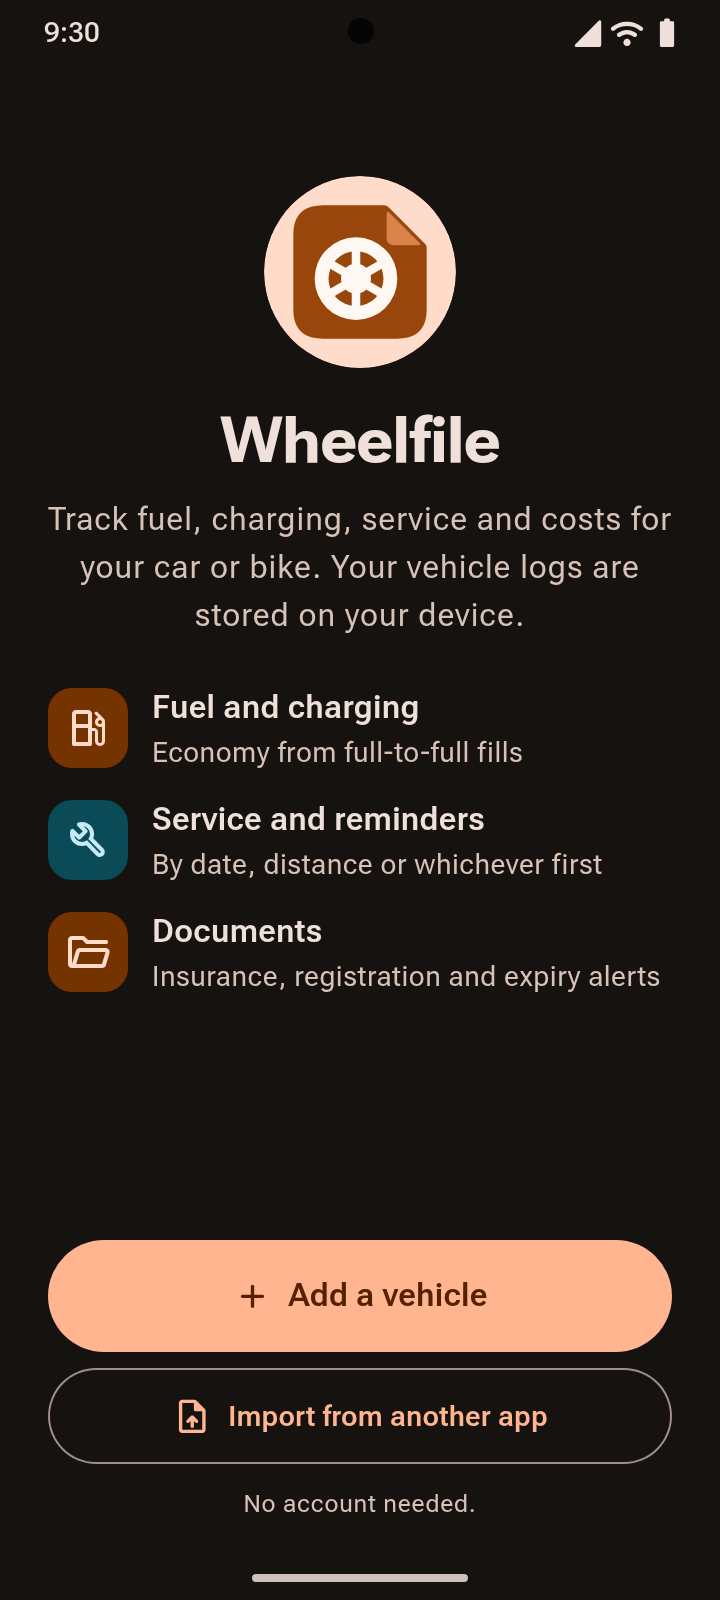 9:30
Wheelfile
Track fuel, charging, service and costs for
your car or bike. Your vehicle logs are
stored on your device.
Fuel and charging
Economy from full-to-full fills
Service and reminders
By date, distance or whichever first
Documents
Insurance, registration and expiry alerts
Add a vehicle
Import from another app
No account needed.